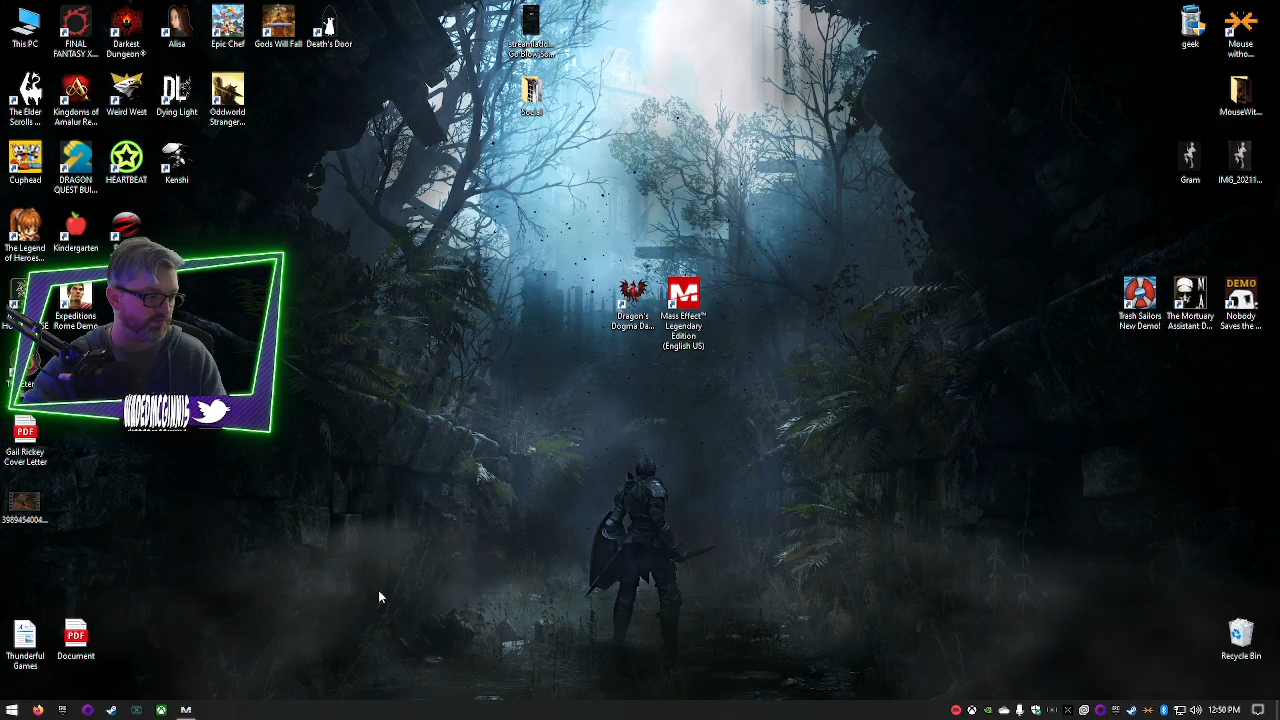 This PC
FINAL
FANTASY X...
Darkest
Dungeon®
Alisa
Epic Chef
Gods Will Fall
Death's Door
geek
Mouse
witho...
Social
The Elder
Scrolls ...
Kingdoms of
Amalur Re...
Weird West
Dying Light
Oddworld
Stranger...
MouseWit...
Cuphead
DRAGON
QUEST BUI...
HEARTBEAT
Kenshi
Gram
IMG_20211...
The Legend
of Heroes...
Kindergarten
Expeditions
Rome Demo
Dragon's
Dogma Da...
Mass Effect™
Legendary
Edition
(English US)
Trash Sailors
New Demo!
The Mortuary
Assistant D...
DEMO
Nobody
Saves the ...
PDF
Gail Rickey
Cover Letter
3989454004...
Thunderful
Games
PDF
Document
Recycle Bin
12:50 PM